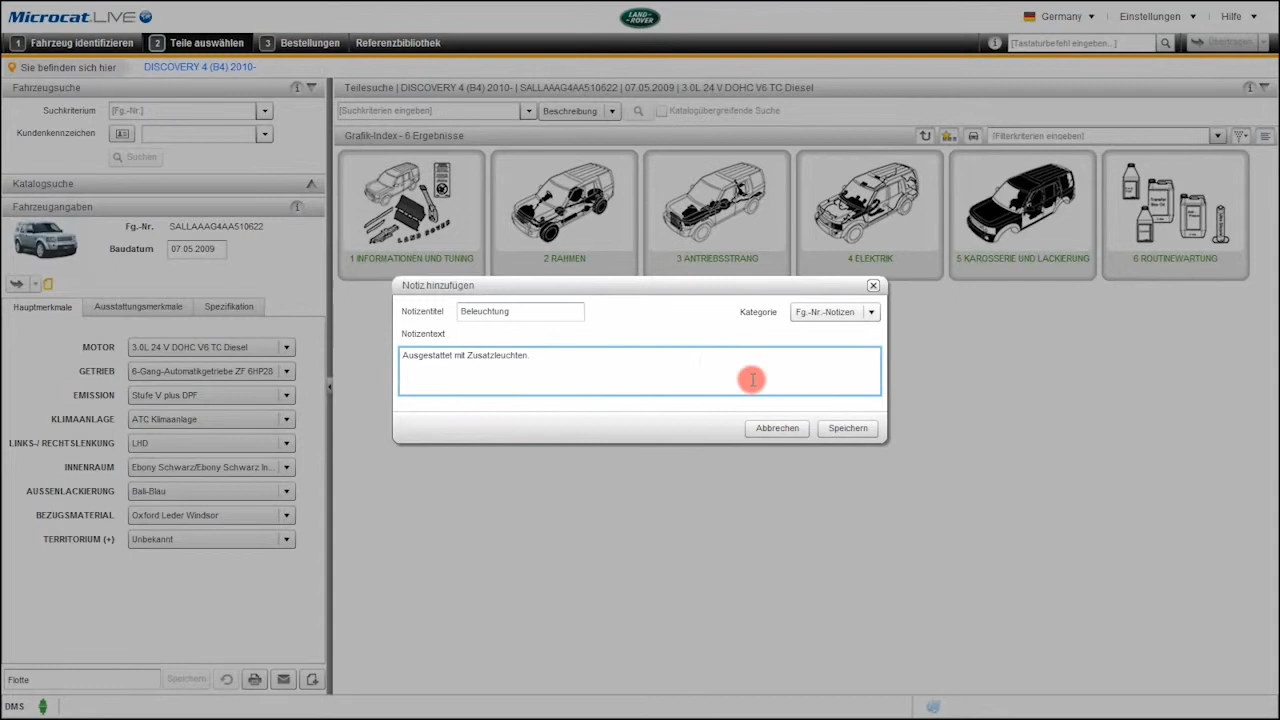 Microcat.LIVE
LAND-ROVER
Germany
Einstellungen
Hilfe
1 Fahrzeug identifizieren
2 Teile auswählen
3 Bestellungen
Referenzbibliothek
[Tastaturbefehl eingeben...]
Übertragen
Sie befinden sich hier
DISCOVERY 4 (B4) 2010-
Fahrzeugsuche
Teilesuche | DISCOVERY 4 (B4) 2010- | SALLAAAG4AA510622 | 07.05.2009 | 3.0L 24 V DOHC V6 TC Diesel
Suchkriterium [Fg.-Nr.]
[Suchkriterien eingeben]
Beschreibung
Katalogübergreifende Suche
Kundenkennzeichen
Grafik-Index - 6 Ergebnisse
[Filterkriterien eingeben]
Suchen
Katalogsuche
Fahrzeugangaben
Fg.-Nr. SALLAAAG4AA510622
Baudatum 07.05.2009
LAND ROVER
1 INFORMATIONEN UND TUNING
2 RAHMEN
3 ANTRIEBSSTRANG
4 ELEKTRIK
5 KAROSSERIE UND LACKIERUNG
6 ROUTINEWARTUNG
Hauptmerkmale
Ausstattungsmerkmale
Spezifikation
MOTOR 3.0L 24 V DOHC V6 TC Diesel
GETRIEB 6-Gang-Automatikgetriebe ZF 6HP28
EMISSION Stufe V plus DPF
KLIMAANLAGE ATC Klimaanlage
LINKS-/ RECHTSLENKUNG LHD
INNENRAUM Ebony Schwarz/Ebony Schwarz In...
AUSSENLACKIERUNG Bali-Blau
BEZUGSMATERIAL Oxford Leder Windsor
TERRITORIUM (+) Unbekannt
Notiz hinzufügen
Notizentitel Beleuchtung
Kategorie Fg.-Nr.-Notizen
Notizentext
Ausgestattet mit Zusatzleuchten.
Abbrechen
Speichern
Flotte
Speichern
DMS